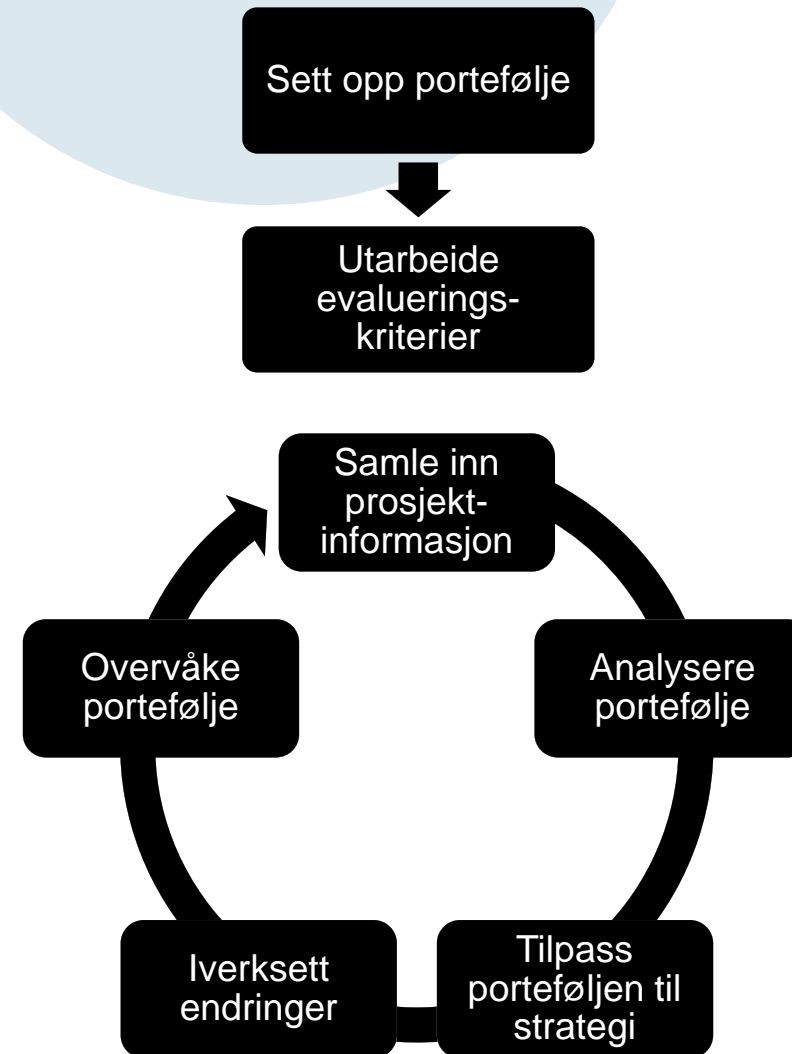 Sett opp portefølje
Utarbeide
evaluerings-
kriterier
Samle inn
prosjekt-
informasjon
Analysere
portefølje
Tilpass
porteføljen til
strategi
Iverksett
endringer
Overvåke
portefølje